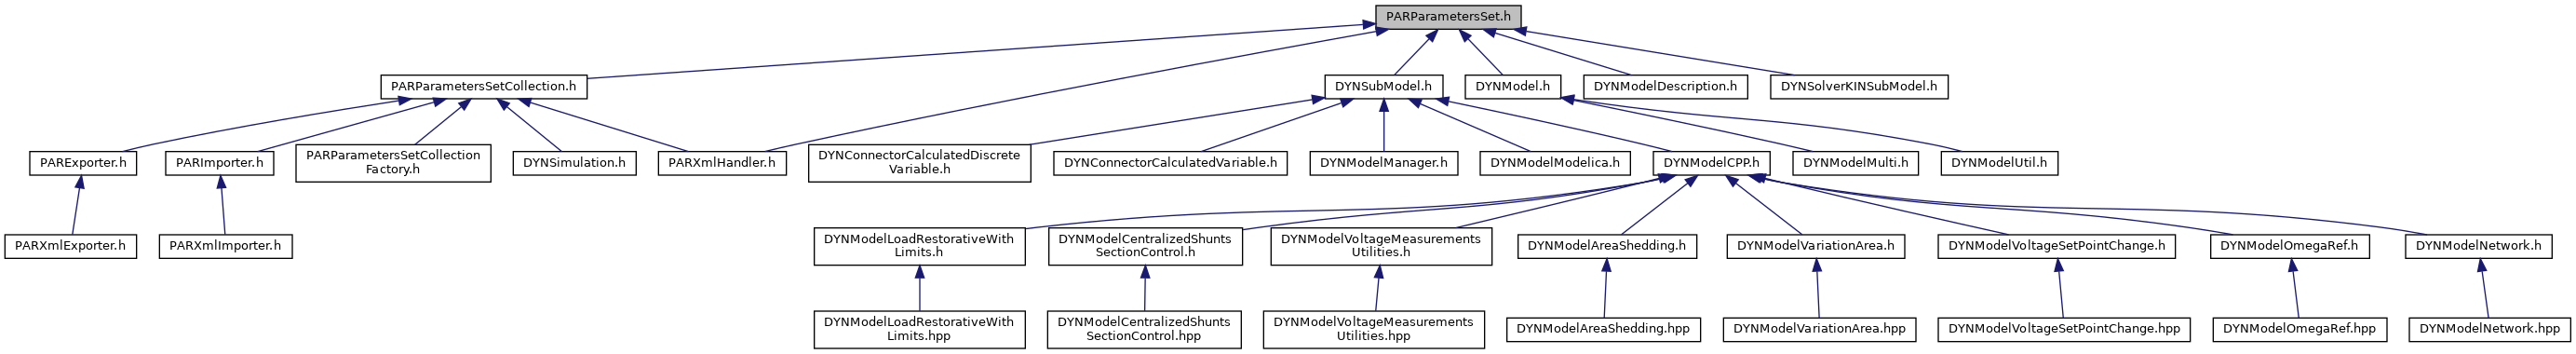 PARParametersSet.h
PARParametersSetCollection.h
DYNSubModel.h
DYNModel.h
DYNModelDescription.h
DYNSolverKINSubModel.h
PARExporter.h
PARImporter.h
PARParametersSetCollection
Factory.h
DYNSimulation.h
PARXmlHandler.h
DYNConnectorCalculatedDiscrete
Variable.h
DYNConnectorCalculatedVariable.h
DYNModelManager.h
DYNModelModelica.h
DYNModelCPP.h
DYNModelMulti.h
DYNModelUtil.h
PARXmlExporter.h
PARXmlImporter.h
DYNModelLoadRestorativeWith
Limits.h
DYNModelCentralizedShunts
SectionControl.h
DYNModelVoltageMeasurements
Utilities.h
DYNModelAreaShedding.h
DYNModelVariationArea.h
DYNModelVoltageSetPointChange.h
DYNModelOmegaRef.h
DYNModelNetwork.h
DYNModelLoadRestorativeWith
Limits.hpp
DYNModelCentralizedShunts
SectionControl.hpp
DYNModelVoltageMeasurements
Utilities.hpp
DYNModelAreaShedding.hpp
DYNModelVariationArea.hpp
DYNModelVoltageSetPointChange.hpp
DYNModelOmegaRef.hpp
DYNModelNetwork.hpp